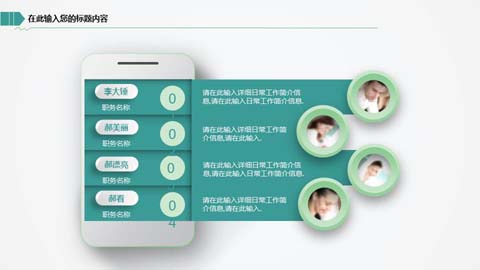 在此输入您的标题内容
李大锤
职务名称
0
请在此输入详细日常工作简介信
息,请在此输入日常工作简介信息.
郝美丽
职务名称
0
请在此输入详细日常工作简
介信息,请在此输入.
郝漂亮
职务名称
0
请在此输入详细日常工作简介信
息,请在此输入日常工作简介信息.
郝看
职务名称
0
4
请在此输入详细日常工作简
介信息,请在此输入.